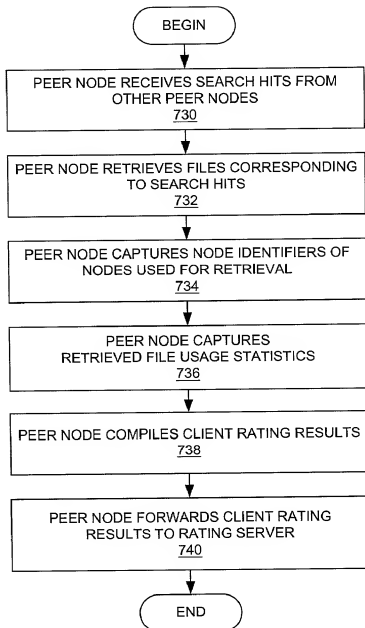 BEGIN
PEER NODE RECEIVES SEARCH HITS FROM
OTHER PEER NODES
730
PEER NODE RETRIEVES FILES CORRESPONDING
TO SEARCH HITS
732
PEER NODE CAPTURES NODE IDENTIFIERS OF
NODES USED FOR RETRIEVAL
734
PEER NODE CAPTURES
RETRIEVED FILE USAGE STATISTICS
736
PEER NODE COMPILES CLIENT RATING RESULTS
738
PEER NODE FORWARDS CLIENT RATING
RESULTS TO RATING SERVER
740
END